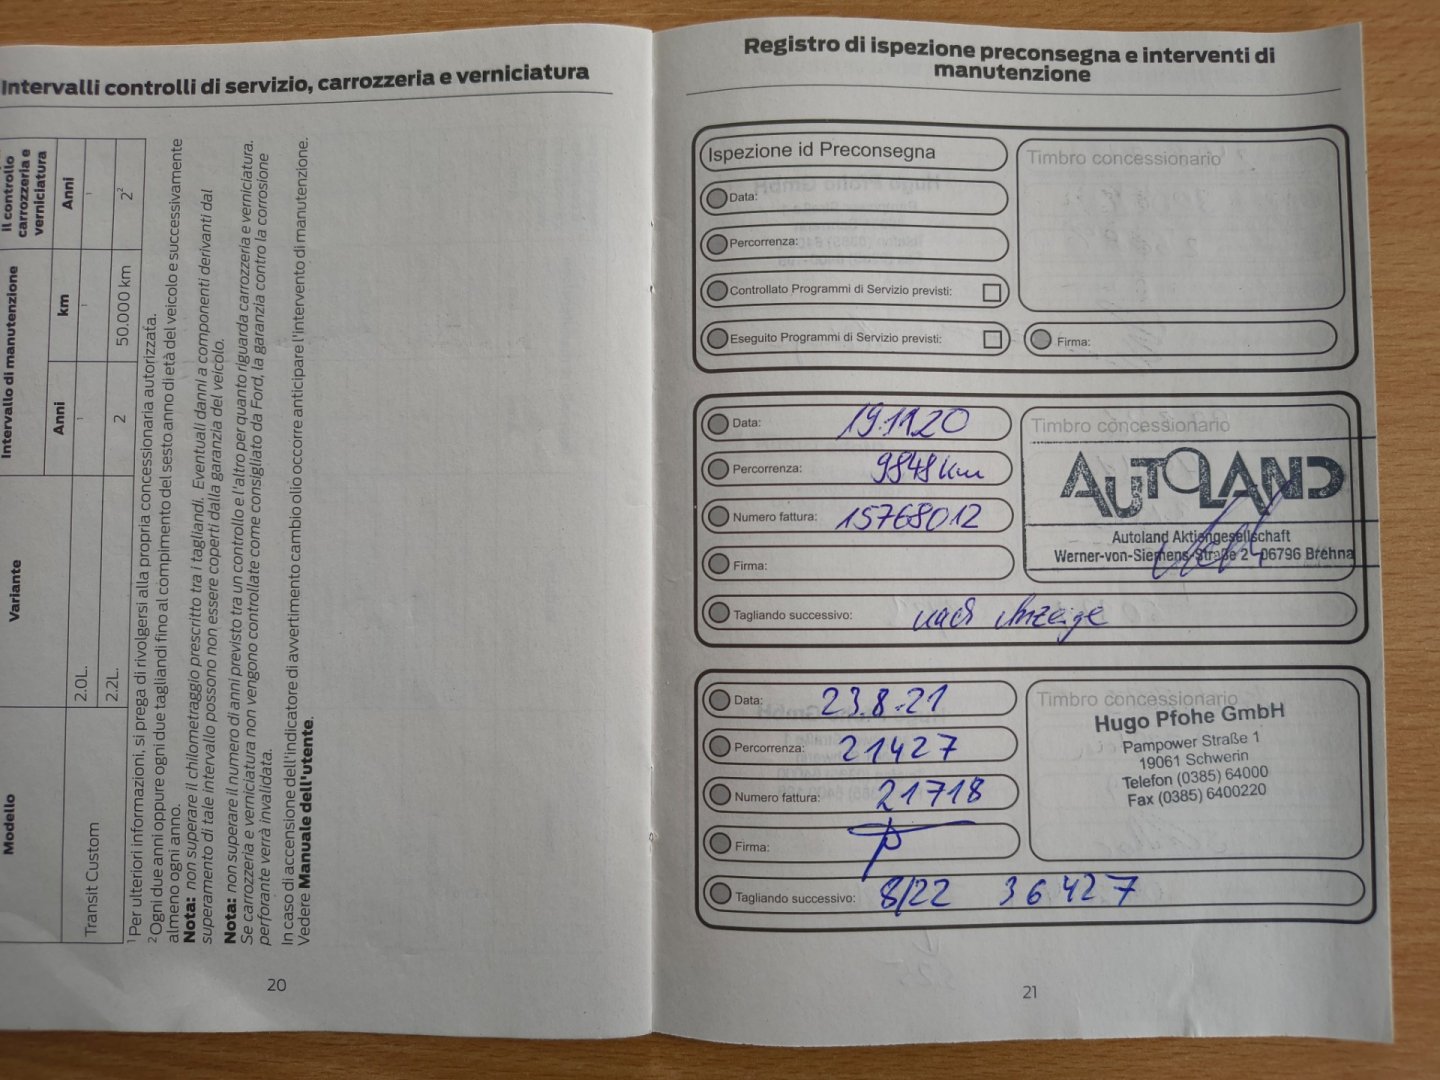 Intervalli controlli di servizio, carrozzeria e verniciatura
Modello
Variante
Intervallo di manutenzione
Il controllo carrozzeria e verniciatura
Anni
km
Anni
Transit Custom
2.0L.
1
1
1
2.2L.
2
50.000 km
2²
¹ Per ulteriori informazioni, si prega di rivolgersi alla propria concessionaria autorizzata.
² Ogni due anni oppure ogni due tagliandi fino al compimento del sesto anno di età del veicolo e successivamente
almeno ogni anno.
Nota: non superare il chilometraggio prescritto tra i tagliandi. Eventuali danni a componenti derivanti dal
superamento di tale intervallo possono non essere coperti dalla garanzia del veicolo.
Nota: non superare il numero di anni previsto tra un controllo e l'altro per quanto riguarda carrozzeria e verniciatura.
Se carrozzeria e verniciatura non vengono controllate come consigliato da Ford, la garanzia contro la corrosione
perforante verrà invalidata.
In caso di accensione dell'indicatore di avvertimento cambio olio occorre anticipare l'intervento di manutenzione.
Vedere Manuale dell'utente.
20
Registro di ispezione preconsegna e interventi di
manutenzione
Ispezione id Preconsegna
Timbro concessionario
Data:
Percorrenza:
Controllato Programmi di Servizio previsti:
Eseguito Programmi di Servizio previsti:
Firma:
Data: 19.11.20
Percorrenza: 9848 km
Numero fattura: 15768012
Firma:
Tagliando successivo: nach Anzeige
Timbro concessionario
AUTOLAND
Autoland Aktiengesellschaft
Werner-von-Siemens-Straße 2 - 06796 Brehna
Data: 23.8.21
Percorrenza: 21427
Numero fattura: 21718
Firma:
Tagliando successivo: 8/22 36427
Timbro concessionario
Hugo Pfohe GmbH
Pampower Straße 1
19061 Schwerin
Telefon (0385) 64000
Fax (0385) 6400220
21